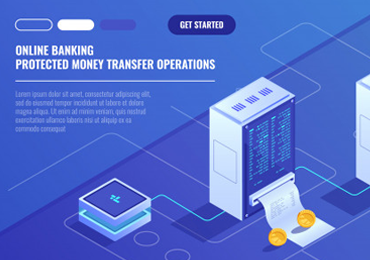 GET STARTED
ONLINE BANKING
PROTECTED MONEY TRANSFER OPERATIONS
Lorem ipsum dolor sit amet, consectetur adipiscing elit,
sed do eiusmod tempor incididunt ut labore et dolore
magna aliqua. Ut enim ad minim veniam, quis nostrud
exercitation ullamco laboris nisi ut aliquip ex ea
commodo consequat